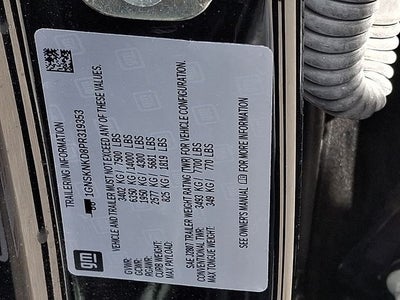 gm
TRAILERING INFORMATION
1GNSKNKD8PR319353
VEHICLE AND TRAILER MUST NOT EXCEED ANY OF THESE VALUES.
GVWR: 3402 KG / 7500 LBS
GCWR: 6350 KG / 14000 LBS
RGAWR: 1950 KG / 4300 LBS
CURB WEIGHT: 2577 KG / 5681 LBS
MAX PAYLOAD: 825 KG / 1819 LBS
SAE J2807 TRAILER WEIGHT RATING (TWR) FOR VEHICLE CONFIGURATION.
CONVENTIONAL TWR: 3493 KG / 7700 LBS
MAX TONGUE WEIGHT: 349 KG / 770 LBS
SEE OWNER'S MANUAL FOR MORE INFORMATION